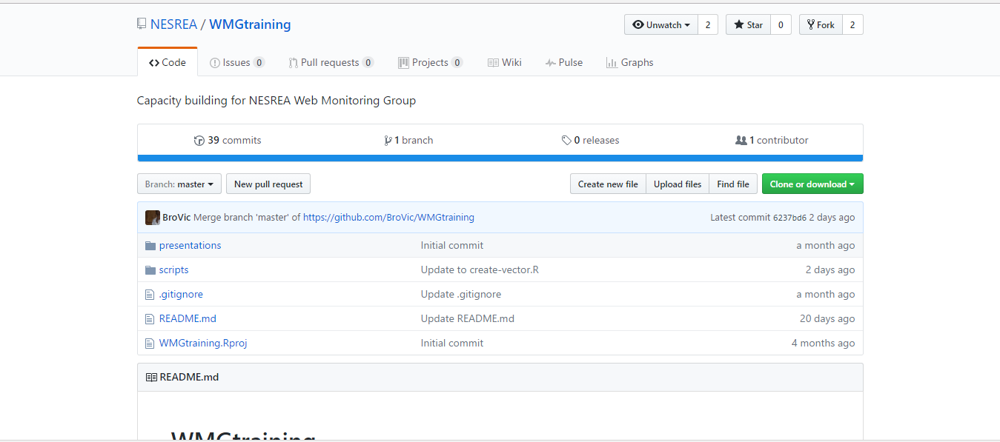 NESREA / WMGtraining
Unwatch 2 Star 0 Fork 2
Code Issues 0 Pull requests 0 Projects 0 Wiki Pulse Graphs
Capacity building for NESREA Web Monitoring Group
39 commits 1 branch 0 releases 1 contributor
Branch: master New pull request Create new file Upload files Find file Clone or download
BroVic Merge branch 'master' of https://github.com/BroVic/WMGtraining Latest commit 6237bd6 2 days ago
presentations Initial commit a month ago
scripts Update to create-vector.R 2 days ago
.gitignore Update .gitignore a month ago
README.md Update README.md 20 days ago
WMGtraining.Rproj Initial commit 4 months ago
README.md
WMGtraining